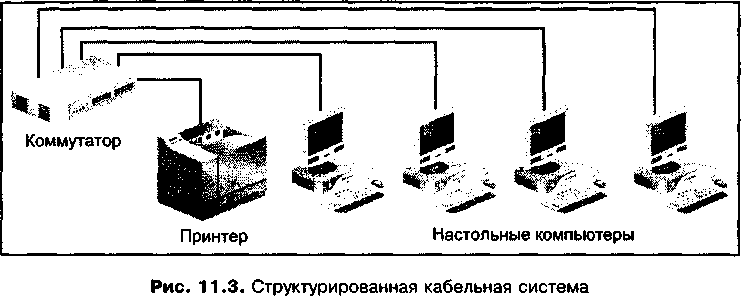 Коммутатор
Принтер
Настольные компьютеры
Рис. 11.3. Структурированная кабельная система